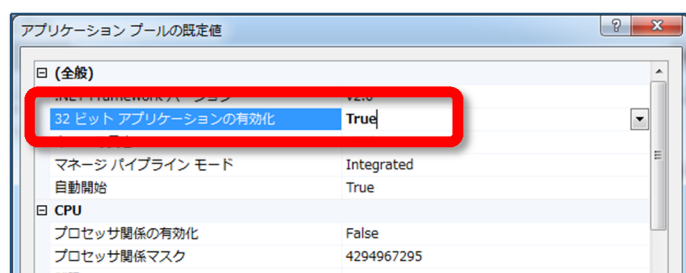 アプリケーション プールの既定値
(全般)
.NET Framework バージョン v2.0
32 ビット アプリケーションの有効化 True
マネージ パイプライン モード Integrated
自動開始 True
CPU
プロセッサ関係の有効化 False
プロセッサ関係マスク 4294967295